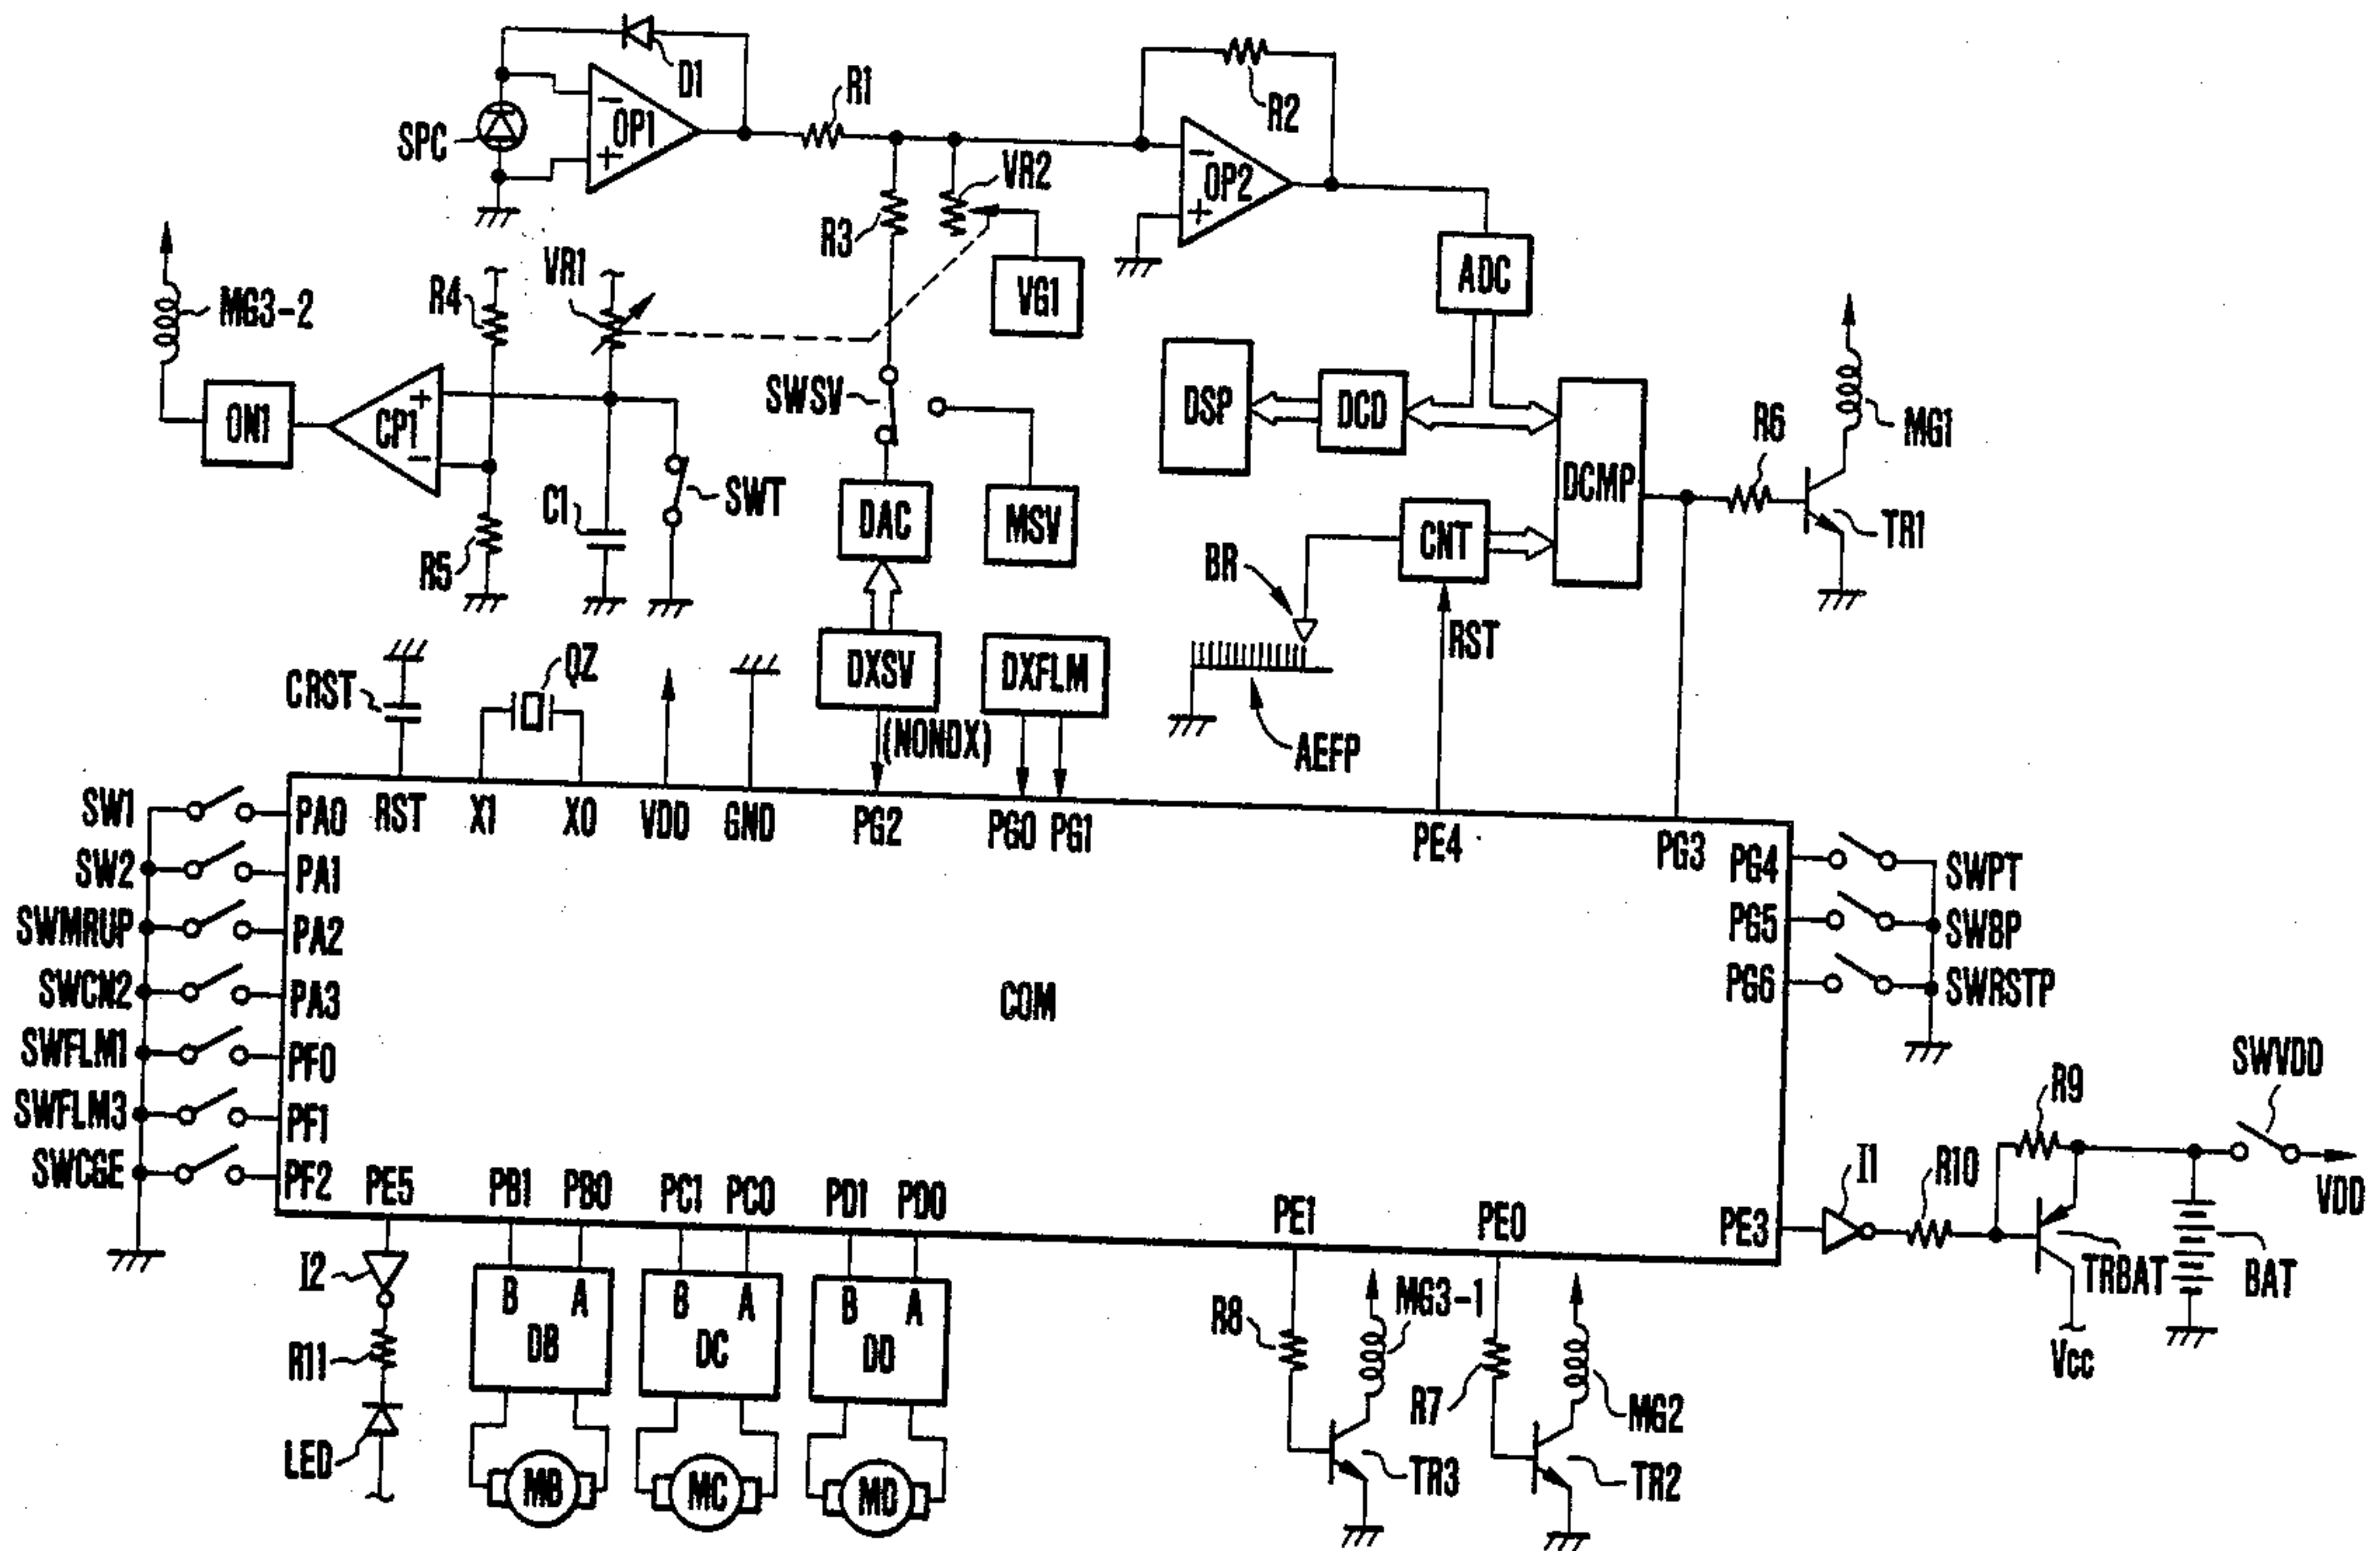 D1
R1
R2
SPC
−
OP1
+
VR2
−
OP2
+
R3
ADC
MG3-2
R4
VR1
VG1
SWSV
DSP
DCD
DCMP
R6
MG1
ON1
CP1
+
−
C1
SWT
DAC
MSV
CNT
TR1
R5
BR
RST
CRST
QZ
DXSV
DXFLM
(NONDX)
AEFP
SW1
PA0
RST
X1
X0
VDD
GND
PG2
PG0
PG1
PE4
PG3
PG4
SWPT
SW2
PA1
SWMRUP
PA2
PG5
SWBP
SWCN2
PA3
COM
PG6
SWRSTP
SWFLM1
PF0
SWFLM3
PF1
SWCGE
PF2
PE5
PB1
PB0
PC1
PC0
PD1
PD0
PE1
PE0
PE3
I1
R10
R9
SWVDD
VDD
TRBAT
BAT
Vcc
I2
R11
LED
B
A
DB
B
A
DC
B
A
DD
MB
MC
MD
R8
MG3-1
TR3
R7
MG2
TR2